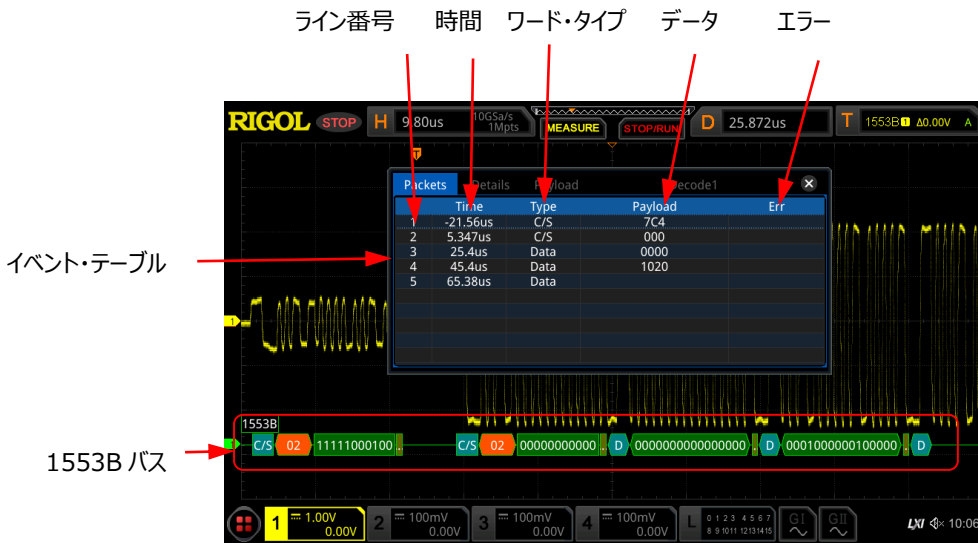 ライン番号 時間 ワード・タイプ データ エラー
RIGOL STOP H 9.80us 10GSa/s 1Mpts MEASURE STOP/RUN D 25.872us T 1553B 1 Δ0.00V A
T
Packets Details Payload Decode1
Time Type Payload Err
1 -21.56us C/S 7C4
2 5.347us C/S 000
3 25.4us Data 0000
4 45.4us Data 1020
5 65.38us Data
イベント・テーブル
1
1553B
C/S 02 11111000100 . C/S 02 00000000000 . D 0000000000000000 . D 0001000000100000 . D
1553B バス
1 1.00V 0.00V 2 100mV 0.00V 3 100mV 0.00V 4 100mV 0.00V L 0 1 2 3 4 5 6 7 8 9 10 11 12 13 14 15 GI GII LXI 10:06